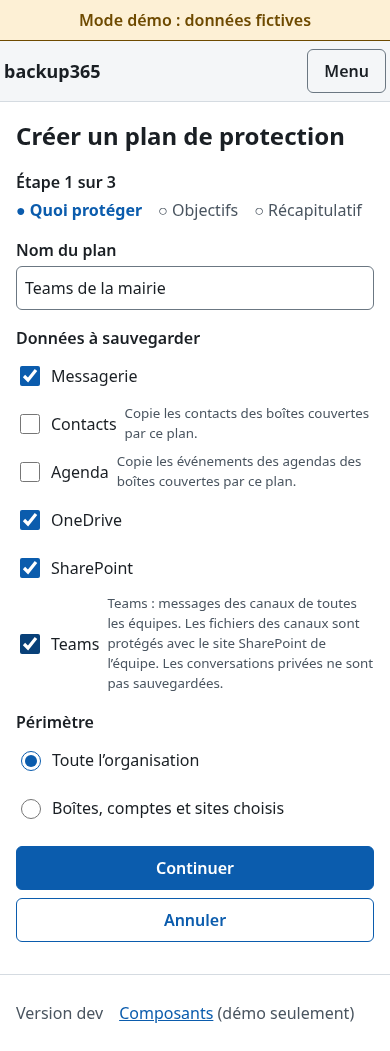 Mode démo : données fictives
backup365
Menu
Créer un plan de protection
Étape 1 sur 3
● Quoi protéger ○ Objectifs ○ Récapitulatif
Nom du plan
Teams de la mairie
Données à sauvegarder
Messagerie
Contacts
Copie les contacts des boîtes couvertes
par ce plan.
Agenda
Copie les événements des agendas des
boîtes couvertes par ce plan.
OneDrive
SharePoint
Teams
Teams : messages des canaux de toutes
les équipes. Les fichiers des canaux sont
protégés avec le site SharePoint de
l’équipe. Les conversations privées ne sont
pas sauvegardées.
Périmètre
Toute l’organisation
Boîtes, comptes et sites choisis
Continuer
Annuler
Version dev Composants (démo seulement)